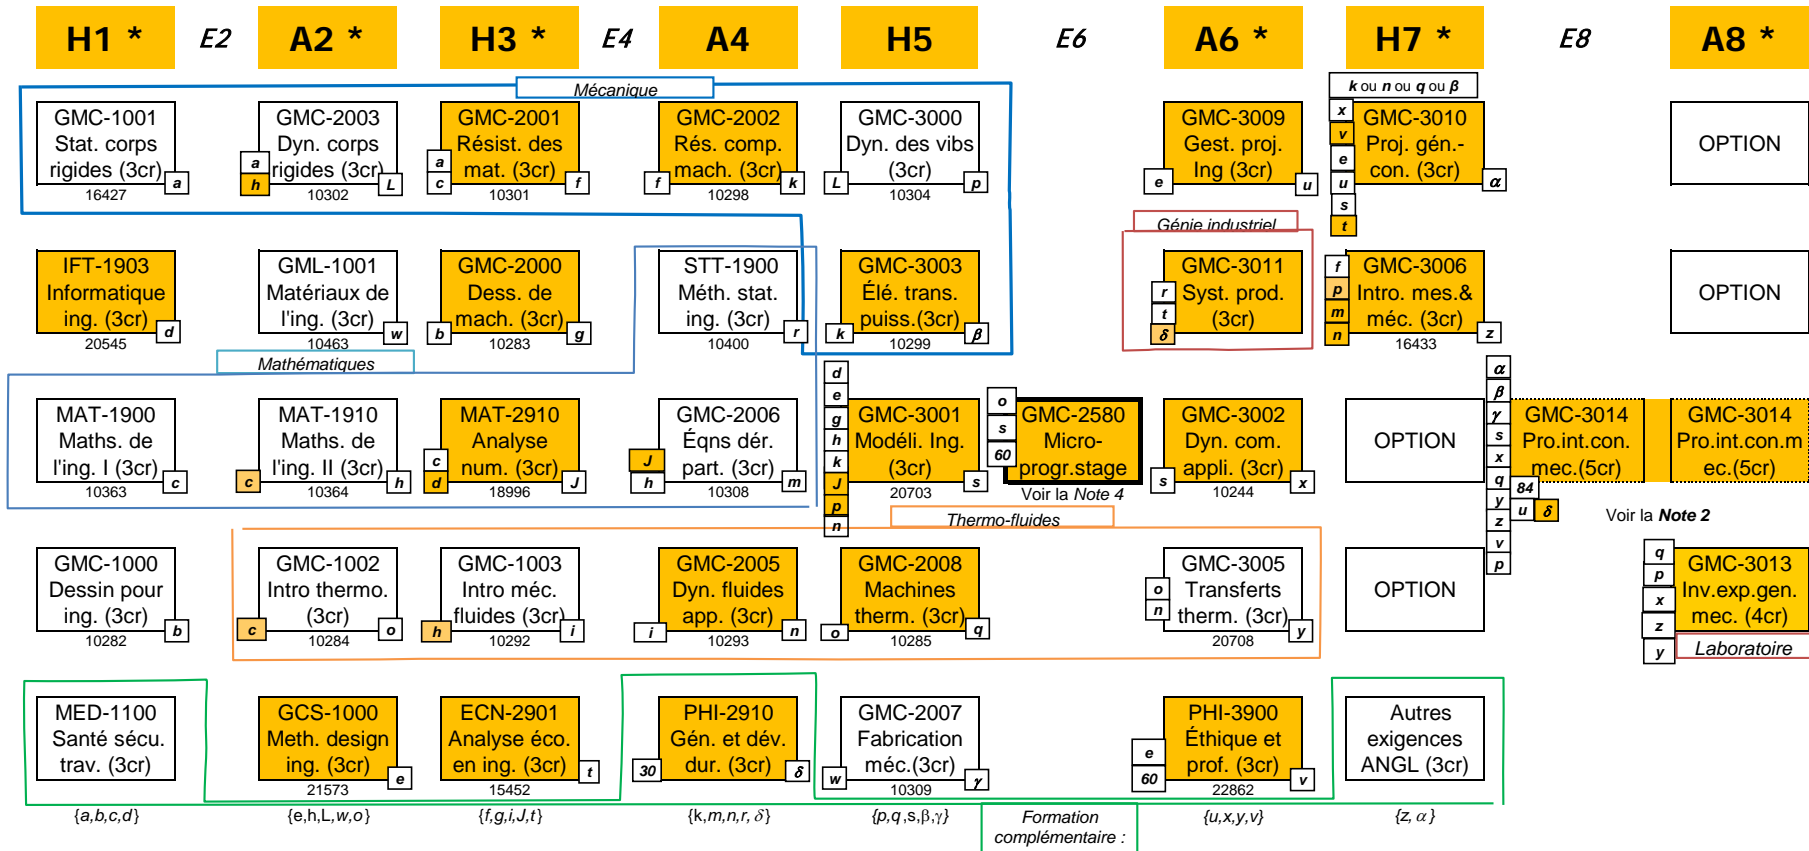 H1 * E2 A2 * H3 * E4 A4 H5 E6 A6 * H7 * E8 A8 *
Mécanique
k ou n ou q ou β
GMC-1001
Stat. corps
rigides (3cr)
a
16427
GMC-2003
Dyn. corps
rigides (3cr)
a
h
L
10302
GMC-2001
Résist. des
mat. (3cr)
a
c
f
10301
GMC-2002
Rés. comp.
mach. (3cr)
f
k
10298
GMC-3000
Dyn. des vibs
(3cr)
L
p
10304
GMC-3009
Gest. proj.
Ing (3cr)
e
u
x
v
e
u
s
t
GMC-3010
Proj. gén.-
con. (3cr)
α
OPTION
Génie industriel
IFT-1903
Informatique
ing. (3cr)
d
20545
GML-1001
Matériaux de
l'ing. (3cr)
w
10463
GMC-2000
Dess. de
mach. (3cr)
b
g
10283
STT-1900
Méth. stat.
ing. (3cr)
r
10400
GMC-3003
Élé. trans.
puiss.(3cr)
k
β
10299
GMC-3011
Syst. prod.
(3cr)
r
t
δ
GMC-3006
Intro. mes.&
méc. (3cr)
f
p
m
n
z
16433
OPTION
Mathématiques
MAT-1900
Maths. de
l'ing. I (3cr)
c
10363
MAT-1910
Maths. de
l'ing. II (3cr)
c
h
10364
MAT-2910
Analyse
num. (3cr)
c
d
J
18996
GMC-2006
Éqns dér.
part. (3cr)
J
h
m
10308
d
e
g
h
k
J
p
n
GMC-3001
Modéli. Ing.
(3cr)
s
20703
o
s
60
GMC-2580
Micro-
progr.stage
Voir la Note 4
GMC-3002
Dyn. com.
appli. (3cr)
s
x
10244
OPTION
α
β
γ
s
x
q
y
z
v
p
84
u
δ
GMC-3014
Pro.int.con.
mec.(5cr)
GMC-3014
Pro.int.con.m
ec.(5cr)
Voir la Note 2
Thermo-fluides
GMC-1000
Dessin pour
ing. (3cr)
b
10282
GMC-1002
Intro thermo.
(3cr)
c
o
10284
GMC-1003
Intro méc.
fluides (3cr)
h
i
10292
GMC-2005
Dyn. fluides
app. (3cr)
i
n
10293
GMC-2008
Machines
therm. (3cr)
o
q
10285
GMC-3005
Transferts
therm. (3cr)
o
n
y
20708
OPTION
q
p
x
z
y
GMC-3013
Inv.exp.gen.
mec. (4cr)
Laboratoire
MED-1100
Santé sécu.
trav. (3cr)
GCS-1000
Meth. design
ing. (3cr)
e
21573
ECN-2901
Analyse éco.
en ing. (3cr)
t
15452
PHI-2910
Gén. et dév.
dur. (3cr)
30
δ
GMC-2007
Fabrication
méc.(3cr)
w
γ
10309
PHI-3900
Éthique et
prof. (3cr)
e
60
v
22862
Autres
exigences
ANGL (3cr)
{a,b,c,d} {e,h,L,w,o} {f,g,i,J,t} {k,m,n,r, δ} {p,q,s,β,γ} {u,x,y,v} {z, α}
Formation
complémentaire :